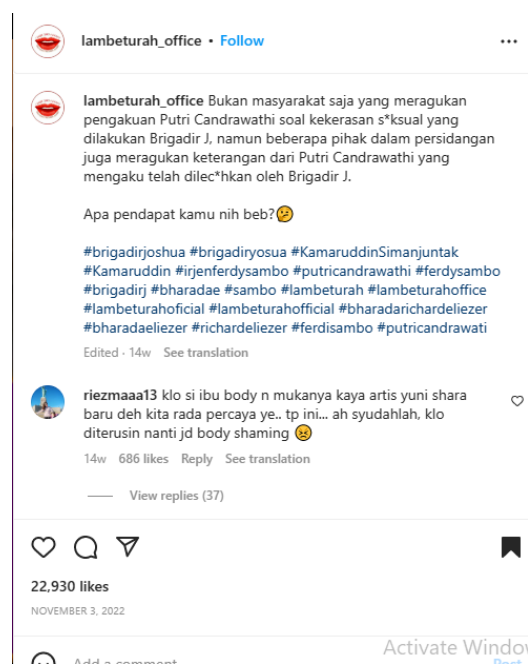 lambeturah_office • Follow
lambeturah_office Bukan masyarakat saja yang meragukan
pengakuan Putri Candrawathi soal kekerasan s*ksual yang
dilakukan Brigadir J, namun beberapa pihak dalam persidangan
juga meragukan keterangan dari Putri Candrawathi yang
mengaku telah dilec*hkan oleh Brigadir J.
Apa pendapat kamu nih beb?🤔
#brigadirjoshua #brigadiryosua #KamaruddinSimanjuntak
#Kamaruddin #irjenferdysambo #putricandrawathi #ferdysambo
#brigadirj #bharadae #sambo #lambeturah #lambeturahoffice
#lambeturahoficial #lambeturahofficial #bharadarichardeliezer
#bharadaeliezer #richardeliezer #ferdisambo #putricandrawati
Edited · 14w See translation
riezmaaa13 klo si ibu body n mukanya kaya artis yuni shara
baru deh kita rada percaya ye.. tp ini... ah syudahlah, klo
diterusin nanti jd body shaming 😣
14w 686 likes Reply See translation
View replies (37)
22,930 likes
NOVEMBER 3, 2022
Add a comment
Activate Window
Post